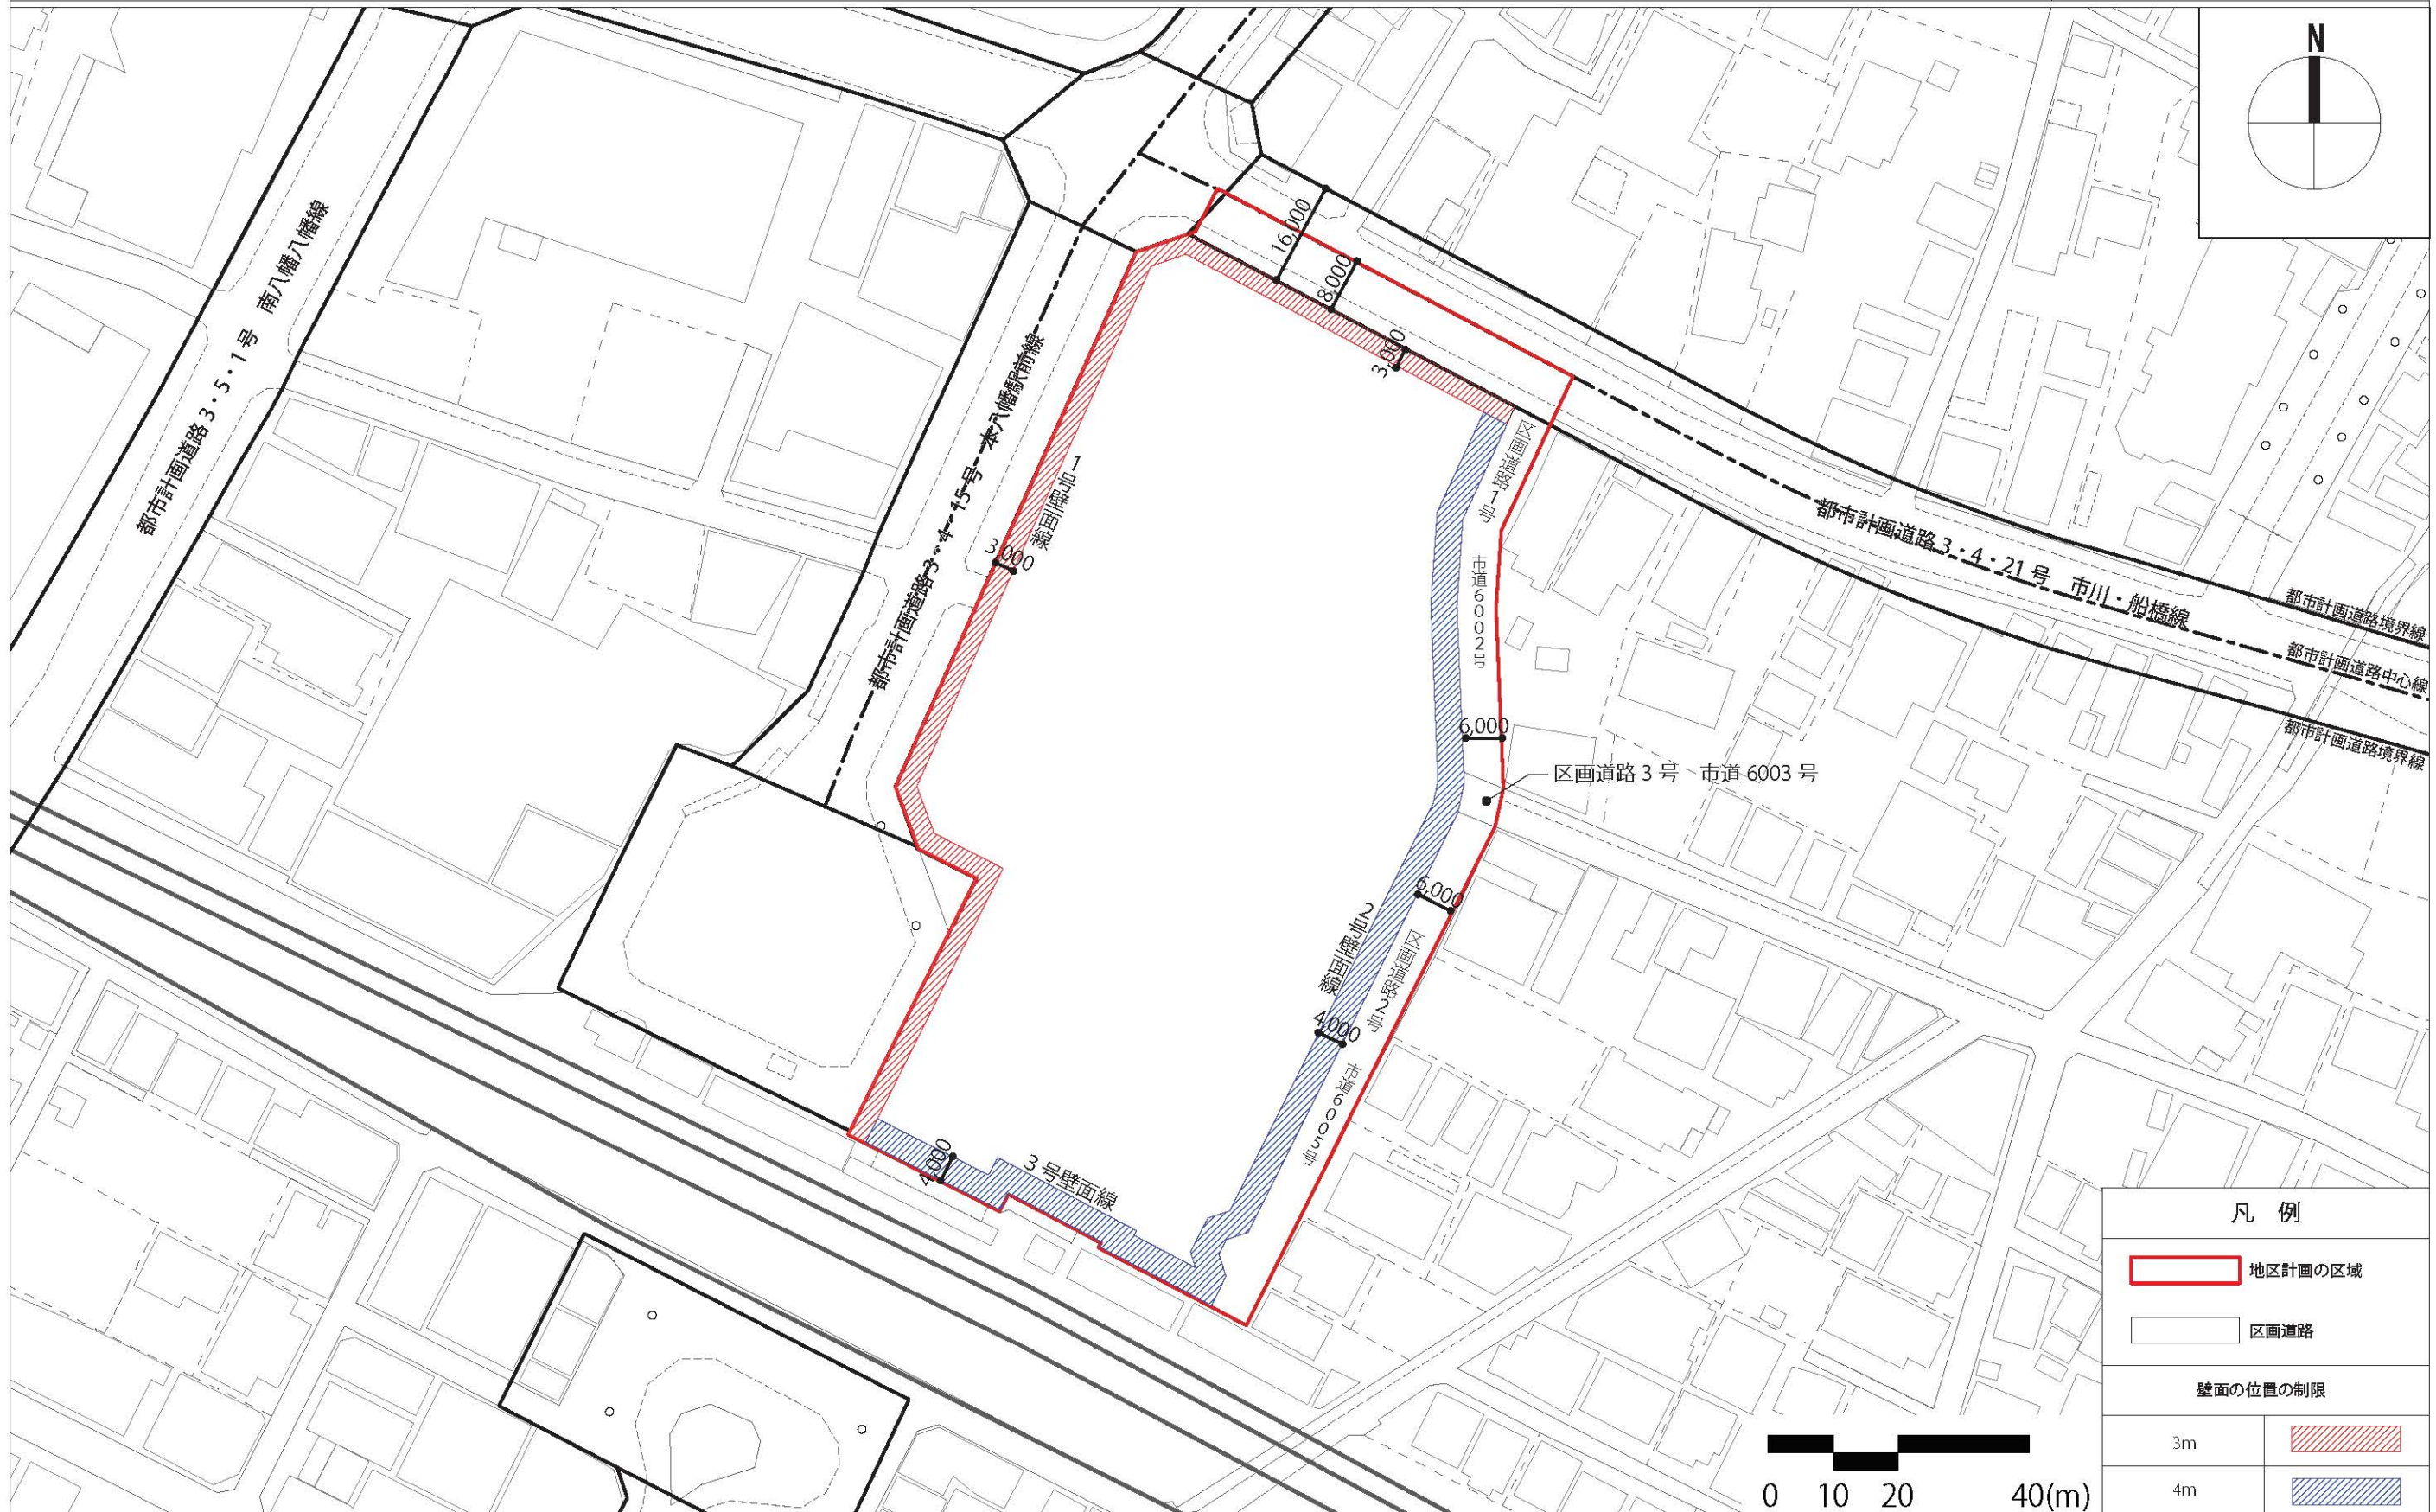 N
都市計画道路 3・5・1 号　南八幡八幡線
16,000
8,000
3,000
都市計画道路 3・4・15 号　本八幡駅前線
1号壁面線
3,000
区画道路1号
市道6002号
都市計画道路 3・4・21 号　市川・船橋線
都市計画道路境界線
都市計画道路中心線
都市計画道路境界線
6,000
区画道路 3 号　市道 6003 号
6,000
2号壁面線
区画道路2号
4,000
市道6005号
4,000
3 号壁面線
凡　例
地区計画の区域
区画道路
壁面の位置の制限
3m
4m
0 10 20 40(m)